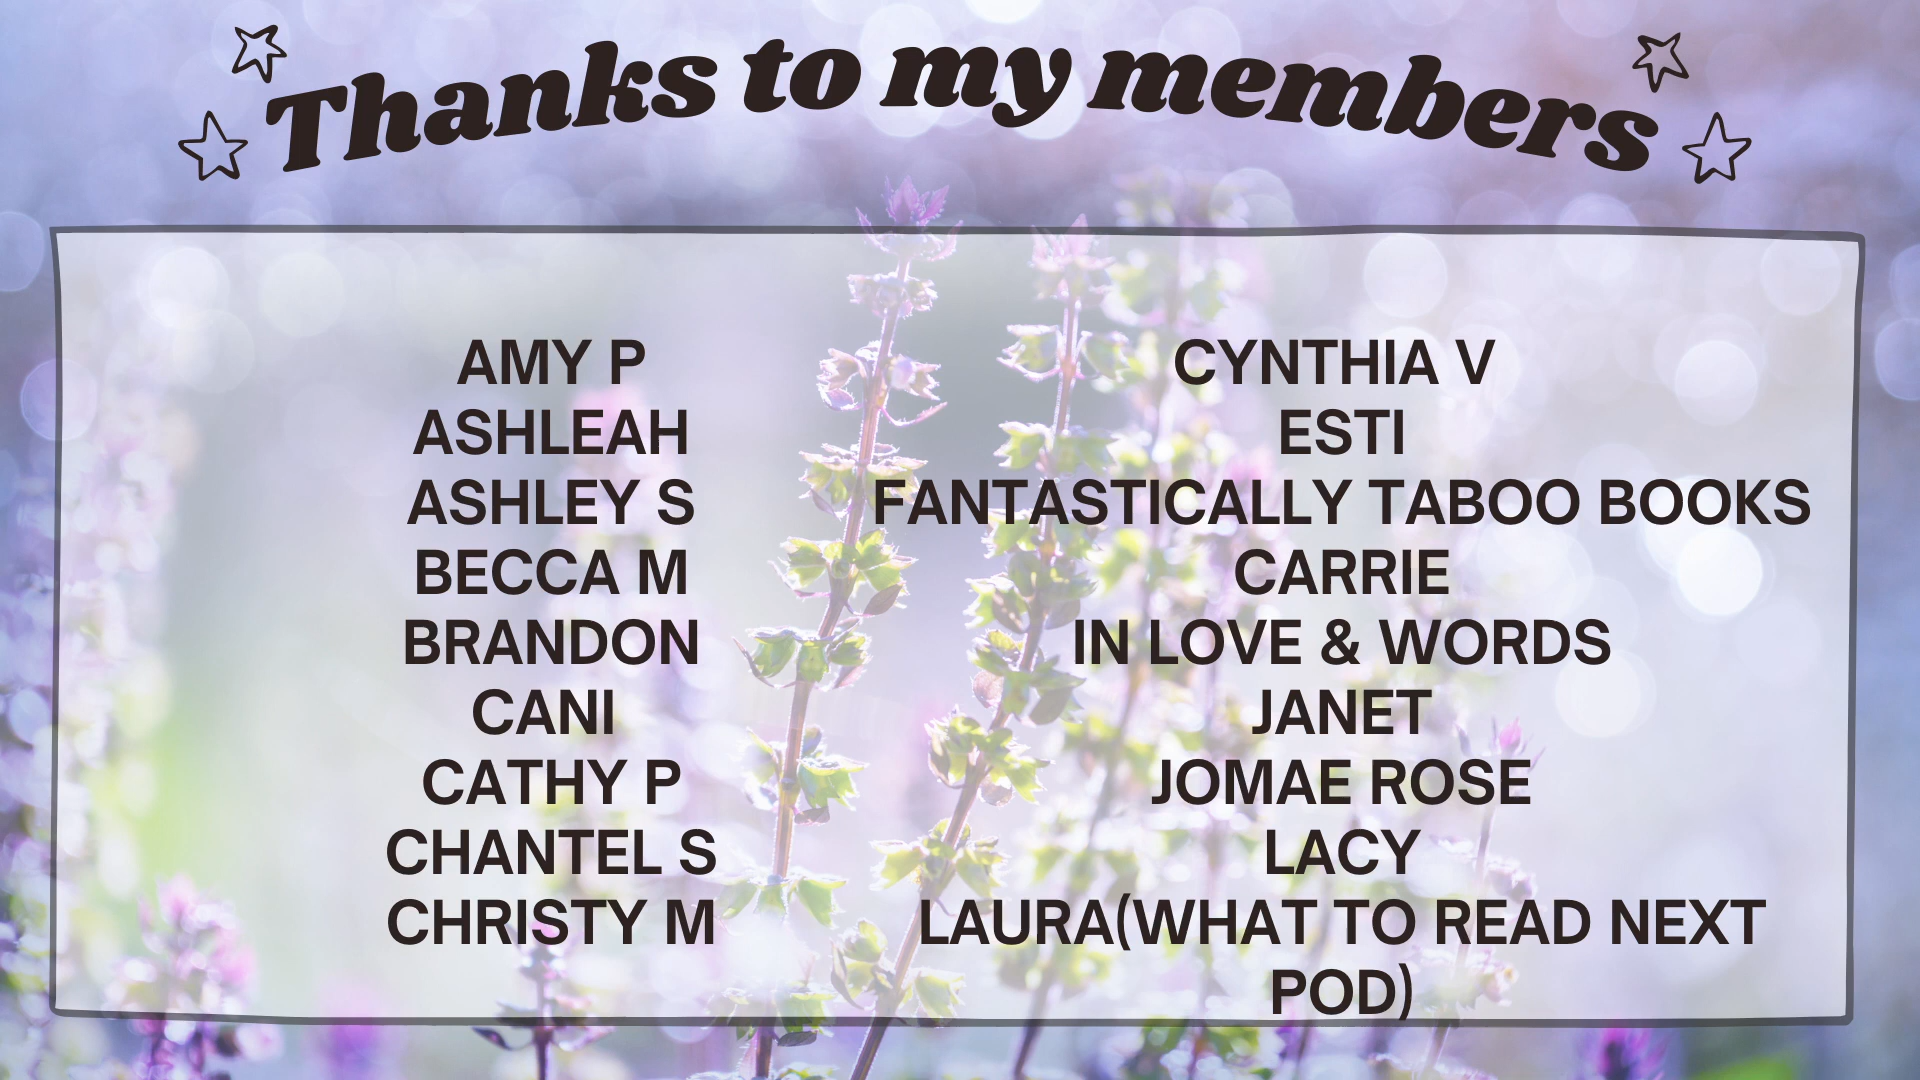 Thanks to my members
AMY P
ASHLEAH
ASHLEY S
BECCA M
BRANDON
CANI
CATHY P
CHANTEL S
CHRISTY M
CYNTHIA V
ESTI
FANTASTICALLY TABOO BOOKS
CARRIE
IN LOVE & WORDS
JANET
JOMAE ROSE
LACY
LAURA(WHAT TO READ NEXT
POD)